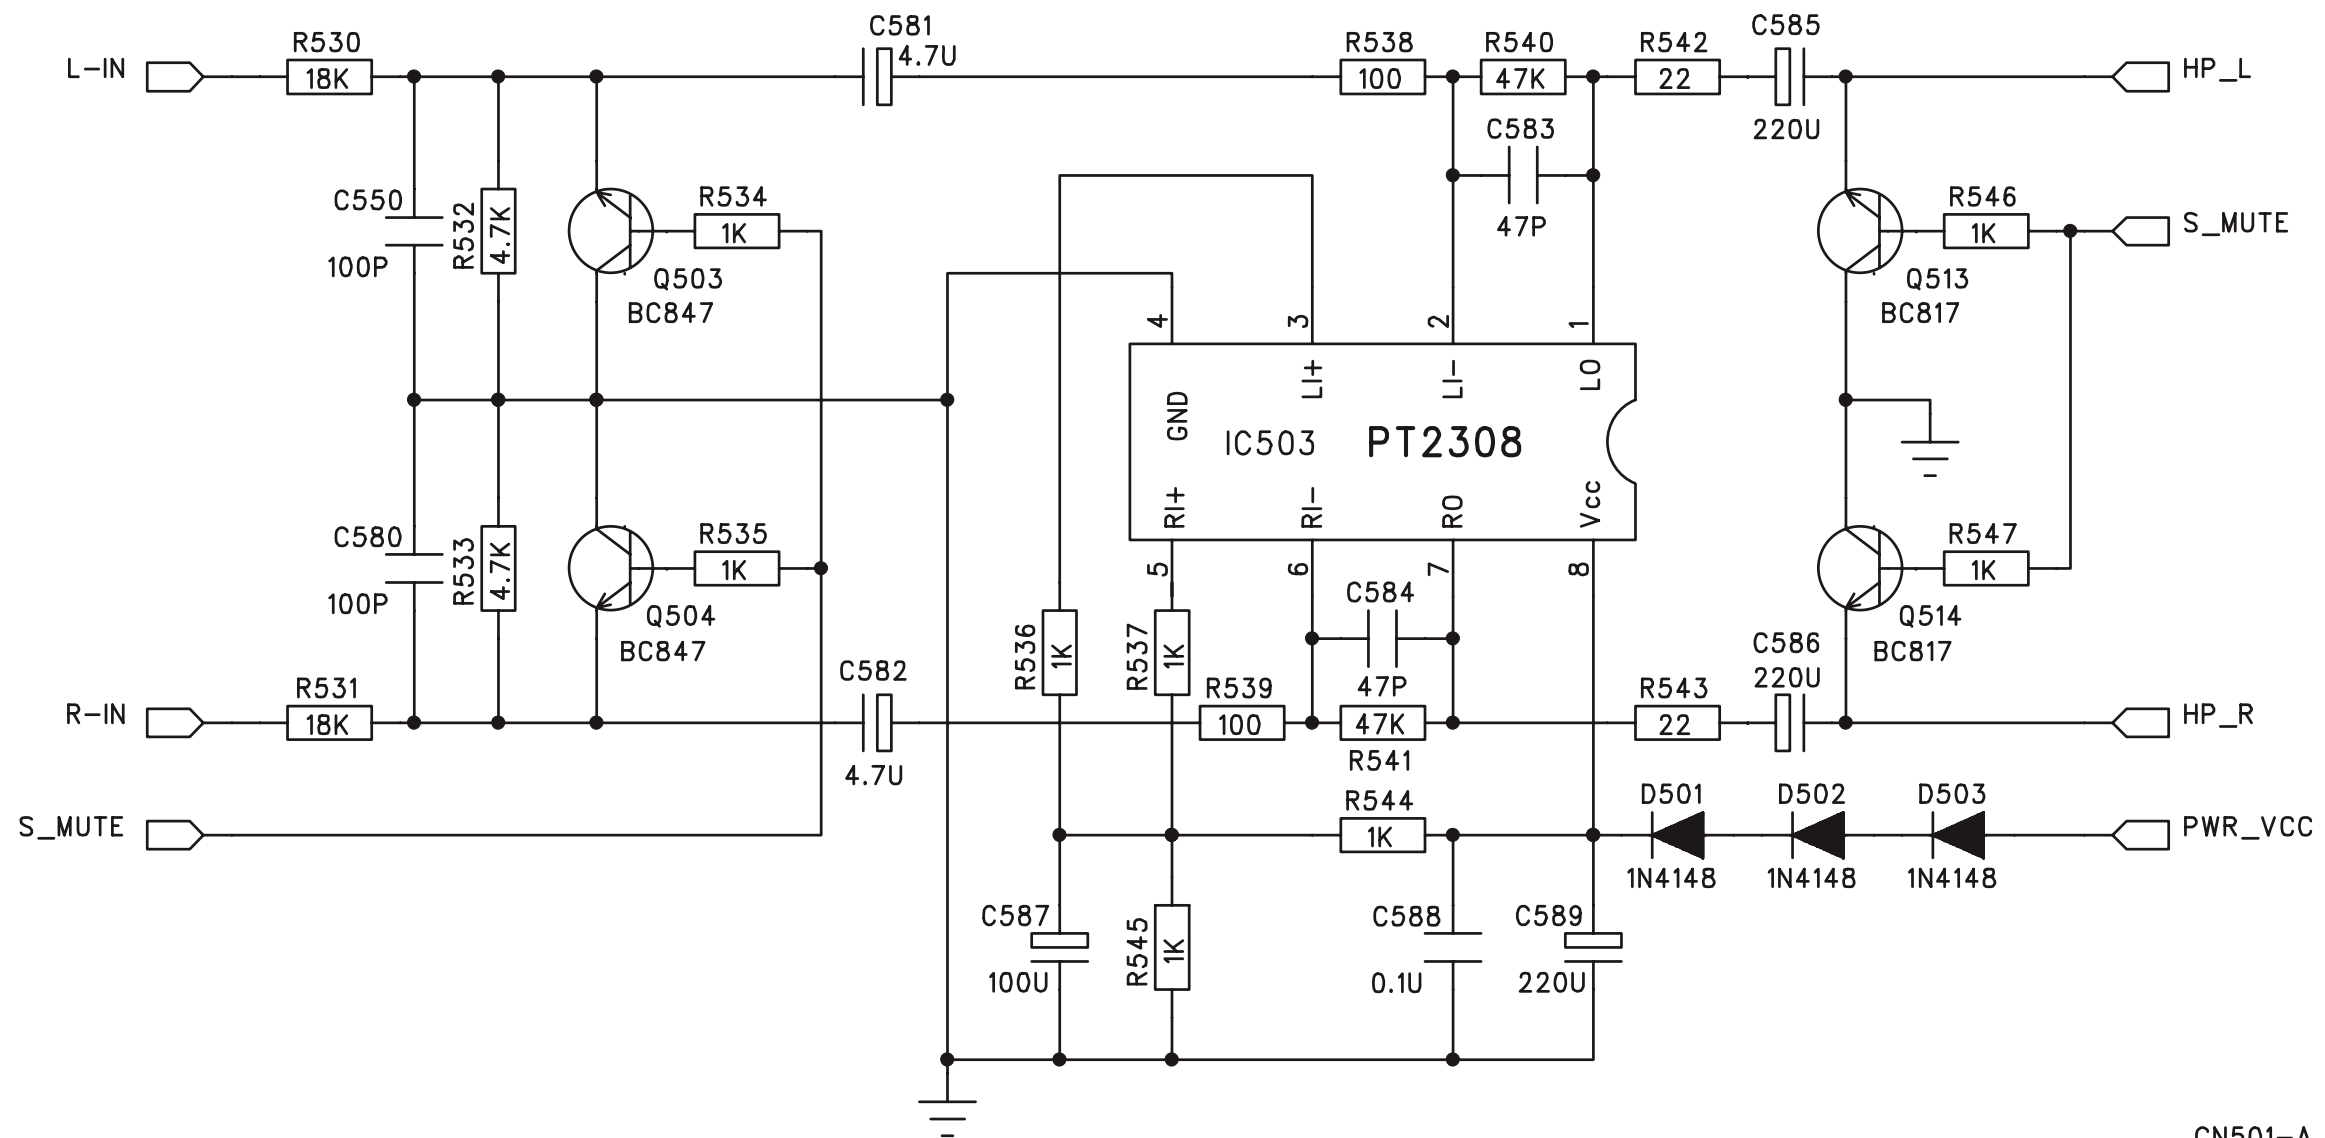 C581
4.7U
C585
R530
R538
R540
R542
L-IN
18K
100
47K
22
HP_L
220U
C583
47P
C550
R532
4.7K
R534
1K
R546
1K
S_MUTE
100P
Q503
BC847
Q513
BC817
4
3
2
1
GND
LI+
LI-
LO
IC503
PT2308
RI+
RI-
RO
Vcc
5
6
7
8
C580
R533
4.7K
R535
1K
R547
1K
100P
Q504
BC847
C584
47P
Q514
BC817
R536
1K
R537
1K
C582
4.7U
C586
220U
R531
R539
R543
R-IN
18K
100
47K
22
HP_R
R541
R544
1K
D501
D502
D503
S_MUTE
PWR_VCC
1N4148
1N4148
1N4148
C587
100U
R545
1K
C588
0.1U
C589
220U